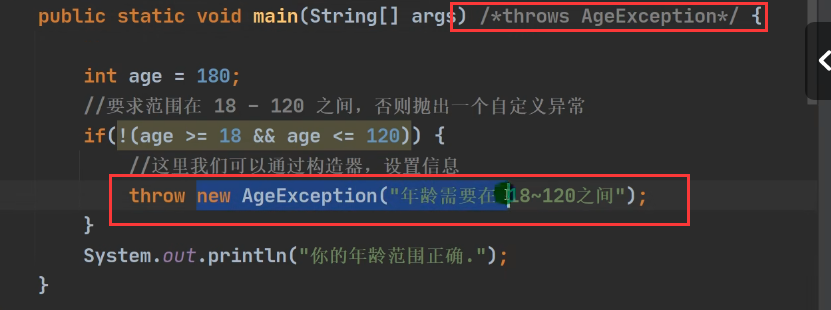 public static void main(String[] args) /*throws AgeException*/ {
int age = 180;
//要求范围在 18 - 120 之间，否则抛出一个自定义异常
if(!(age >= 18 && age <= 120)) {
//这里我们可以通过构造器，设置信息
throw new AgeException("年龄需要在 18~120之间");
}
System.out.println("你的年龄范围正确.");
}